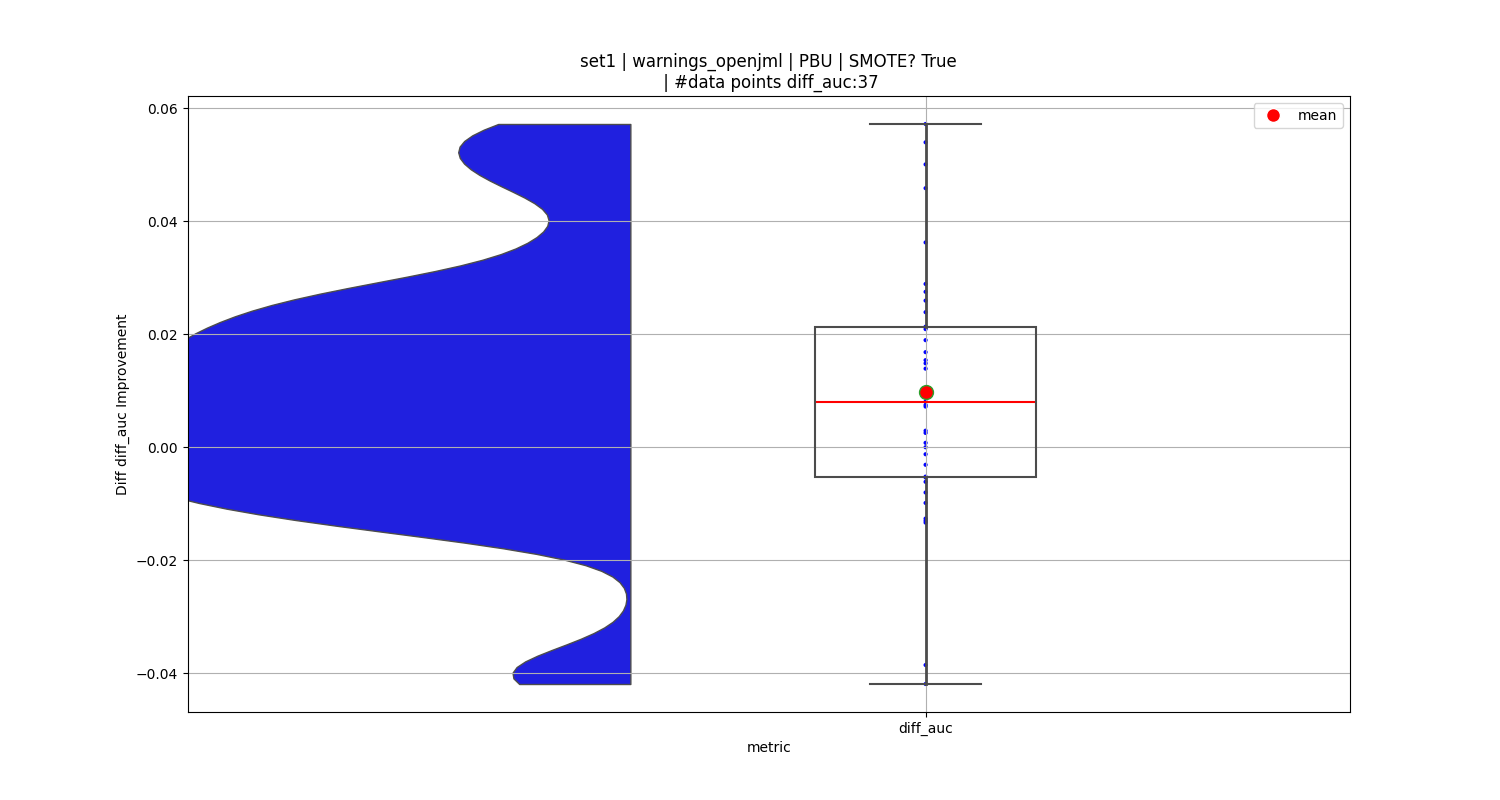 set1 | warnings_openjml | PBU | SMOTE? True
| #data points diff_auc:37
mean
0.06
0.04
0.02
0.00
−0.02
−0.04
Diff diff_auc Improvement
diff_auc
metric